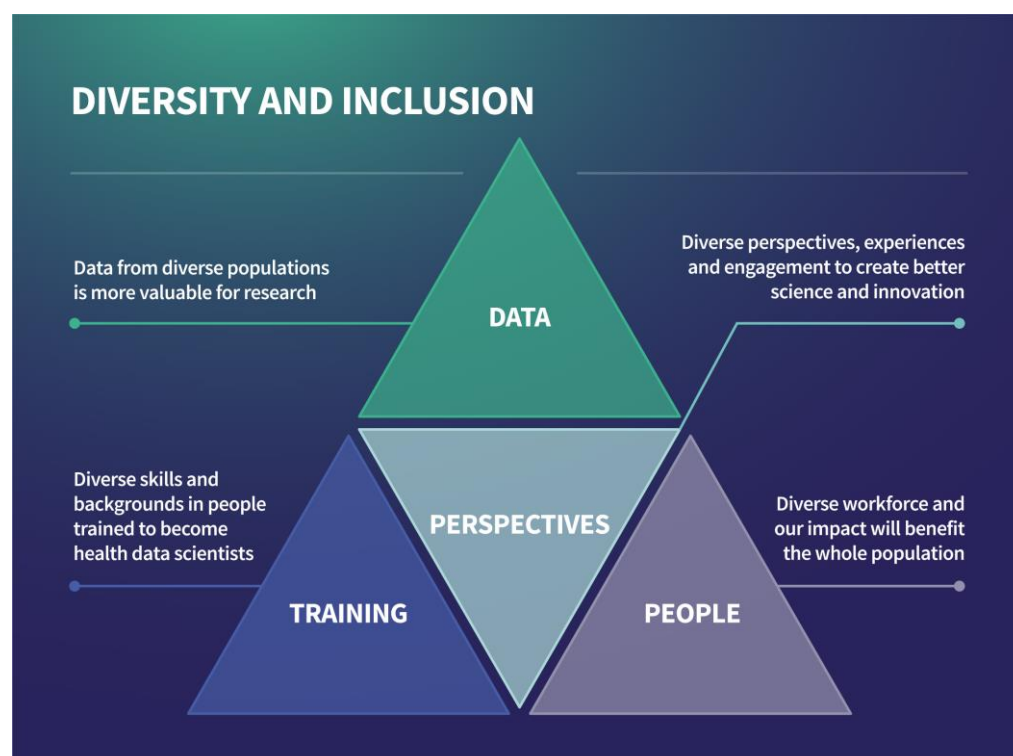 DIVERSITY AND INCLUSION
Data from diverse populations
is more valuable for research
DATA
Diverse perspectives, experiences
and engagement to create better
science and innovation
Diverse skills and
backgrounds in people
trained to become
health data scientists
TRAINING
PERSPECTIVES
PEOPLE
Diverse workforce and
our impact will benefit
the whole population